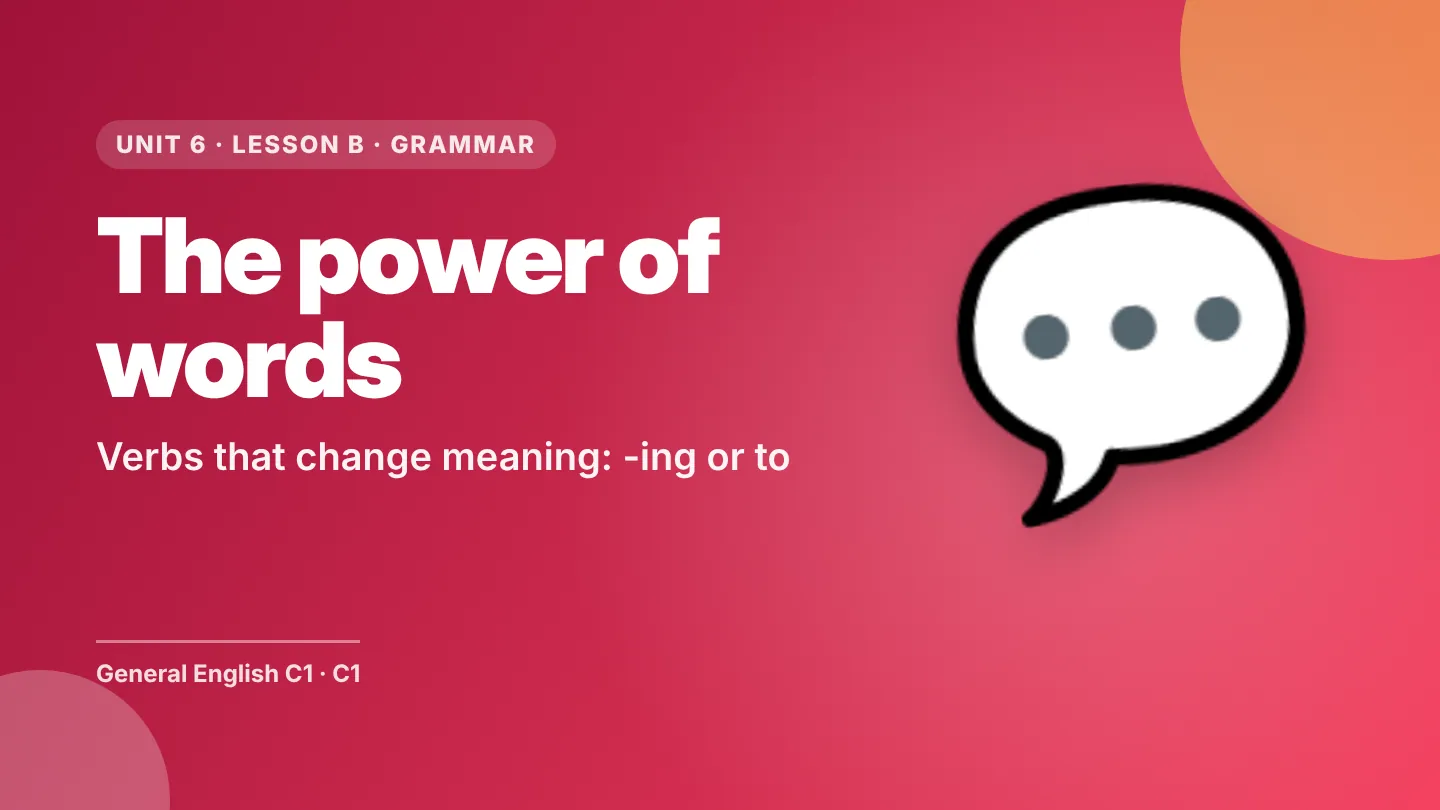 UNIT 6 · LESSON B · GRAMMAR
The power of
words
Verbs that change meaning: -ing or to
General English C1 · C1